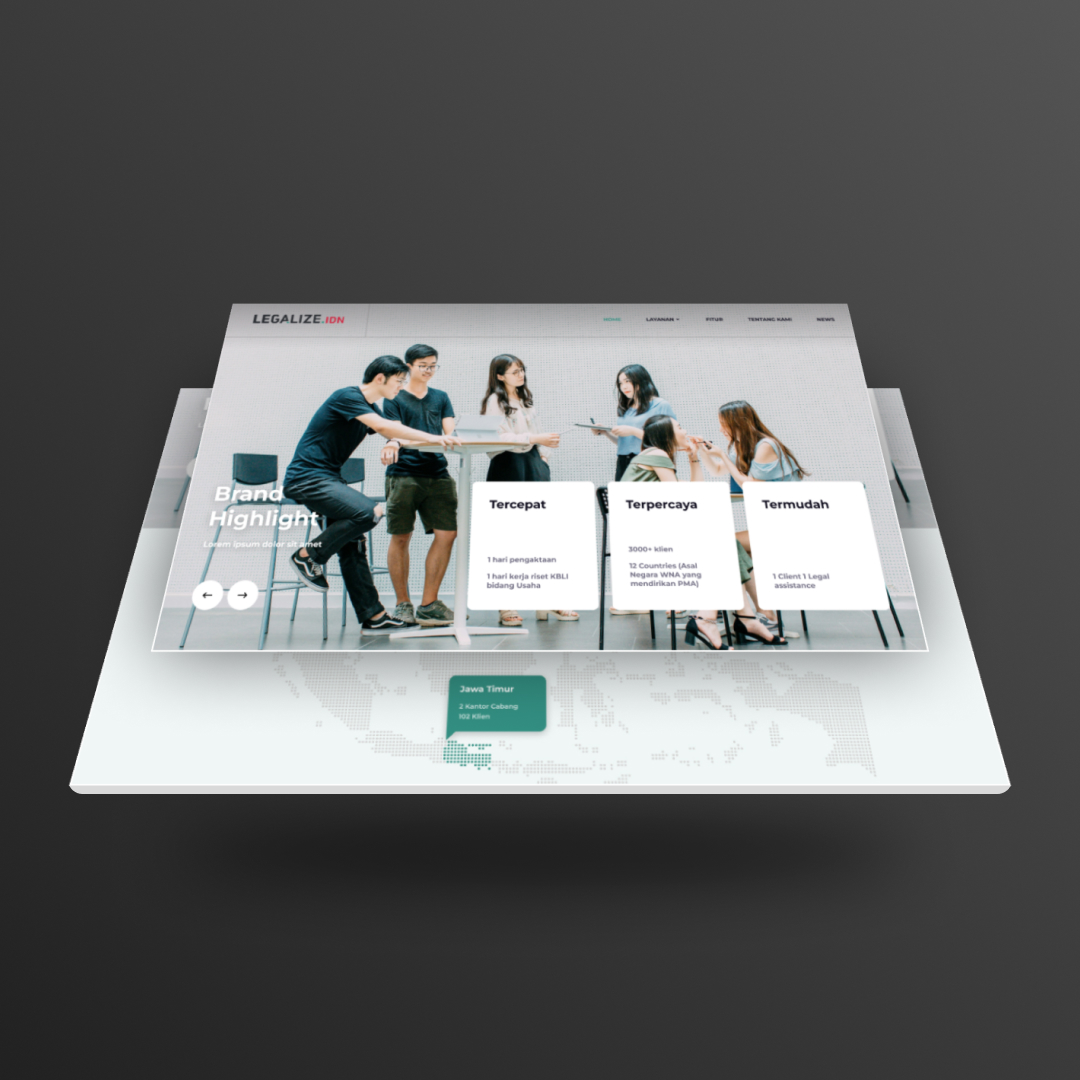 LEGALIZE.IDN
HOME
LAYANAN
FITUR
TENTANG KAMI
NEWS
Brand
Highlight
Lorem ipsum dolor sit amet
Tercepat
1 hari pengaktaan
1 hari kerja riset KBLI
bidang Usaha
Terpercaya
3000+ klien
12 Countries (Asal
Negara WNA yang
mendirikan PMA)
Termudah
1 Client 1 Legal
assistance
Jawa Timur
2 Kantor Cabang
102 Klien